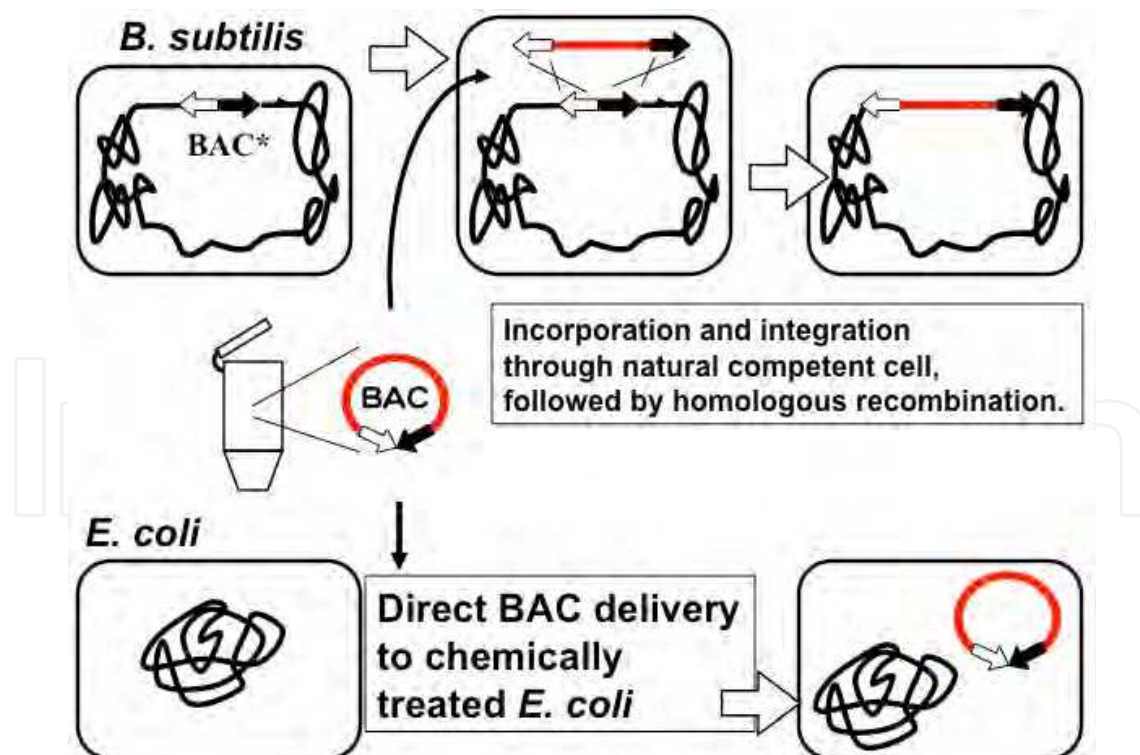 B. subtilis
BAC*
Incorporation and integration
through natural competent cell,
followed by homologous recombination.
BAC
E. coli
Direct BAC delivery
to chemically
treated E. coli